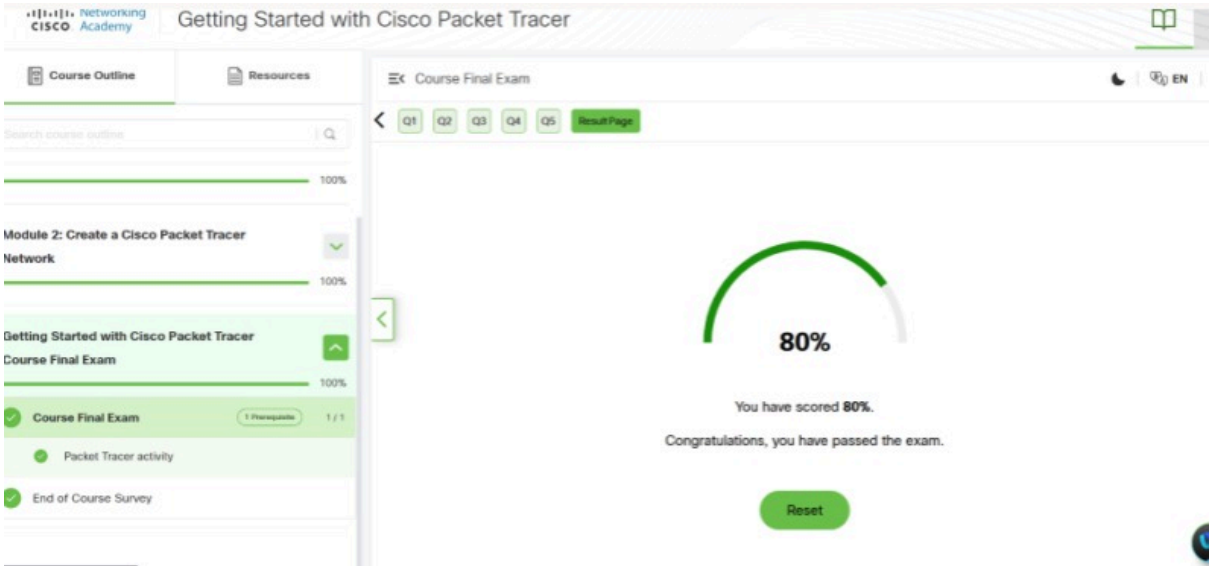 Networking
CISCO Academy
Getting Started with Cisco Packet Tracer
Course Outline
Resources
Search course outline
100%
Module 2: Create a Cisco Packet Tracer
Network
100%
Getting Started with Cisco Packet Tracer
Course Final Exam
100%
Course Final Exam
1 Prerequisite
1 / 1
Packet Tracer activity
End of Course Survey
Course Final Exam
EN
Q1 Q2 Q3 Q4 Q5 Result Page
80%
You have scored 80%.
Congratulations, you have passed the exam.
Reset